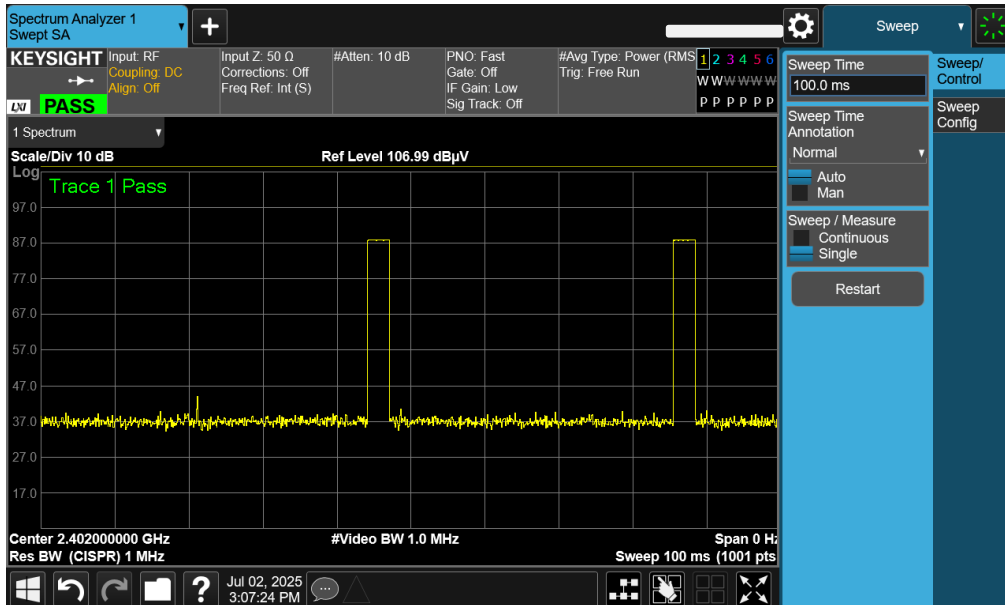 Spectrum Analyzer 1
Swept SA
+
Sweep
KEYSIGHT
Input: RF
Coupling: DC
Align: Off
Input Z: 50 Ω
Corrections: Off
Freq Ref: Int (S)
#Atten: 10 dB
PNO: Fast
Gate: Off
IF Gain: Low
Sig Track: Off
#Avg Type: Power (RMS
Trig: Free Run
1 2 3 4 5 6
W W W W W W
P P P P P P
LXI
PASS
1 Spectrum
Scale/Div 10 dB
Ref Level 106.99 dBµV
Log
Trace 1 Pass
97.0
87.0
77.0
67.0
57.0
47.0
37.0
27.0
17.0
Center 2.402000000 GHz
#Video BW 1.0 MHz
Span 0 Hz
Res BW (CISPR) 1 MHz
Sweep 100 ms (1001 pts
?
Jul 02, 2025
3:07:24 PM
Sweep Time
100.0 ms
Sweep Time
Annotation
Normal
Auto
Man
Sweep / Measure
Continuous
Single
Restart
Sweep/
Control
Sweep
Config